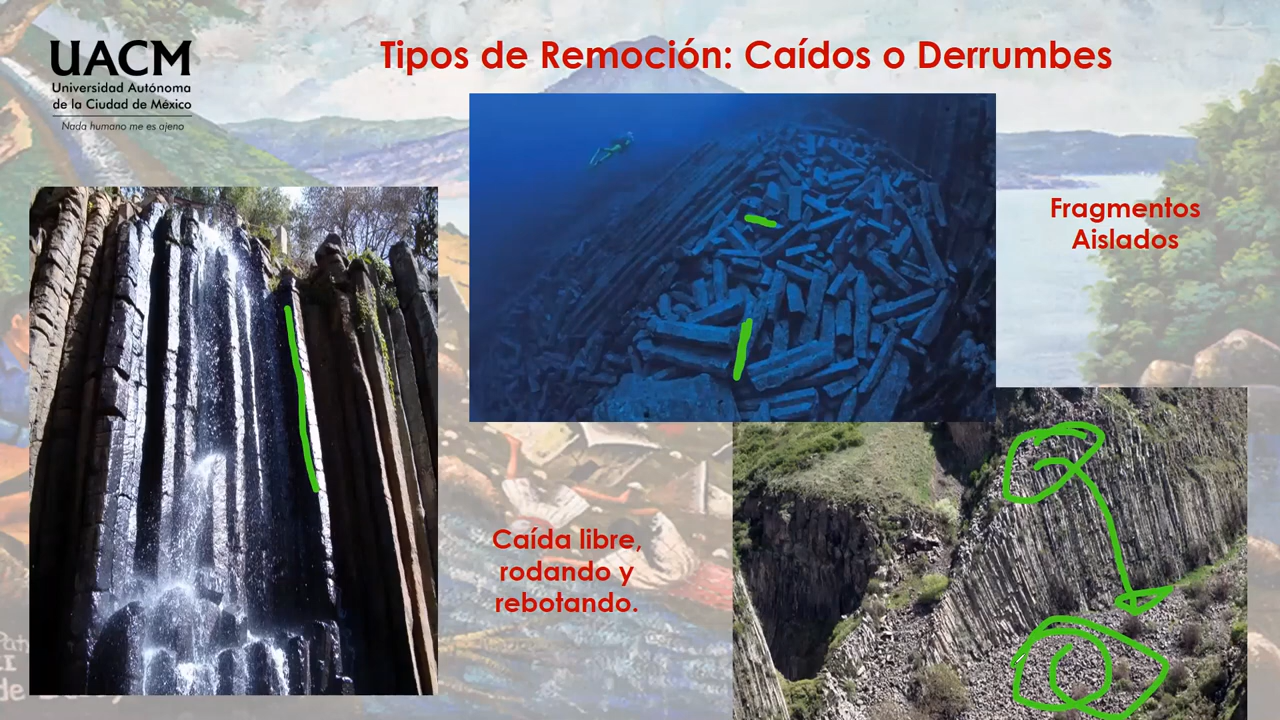 UACM
Universidad Autónoma
de la Ciudad de México
Nada humano me es ajeno
Tipos de Remoción: Caídos o Derrumbes
Fragmentos
Aislados
Caída libre,
rodando y
rebotando.